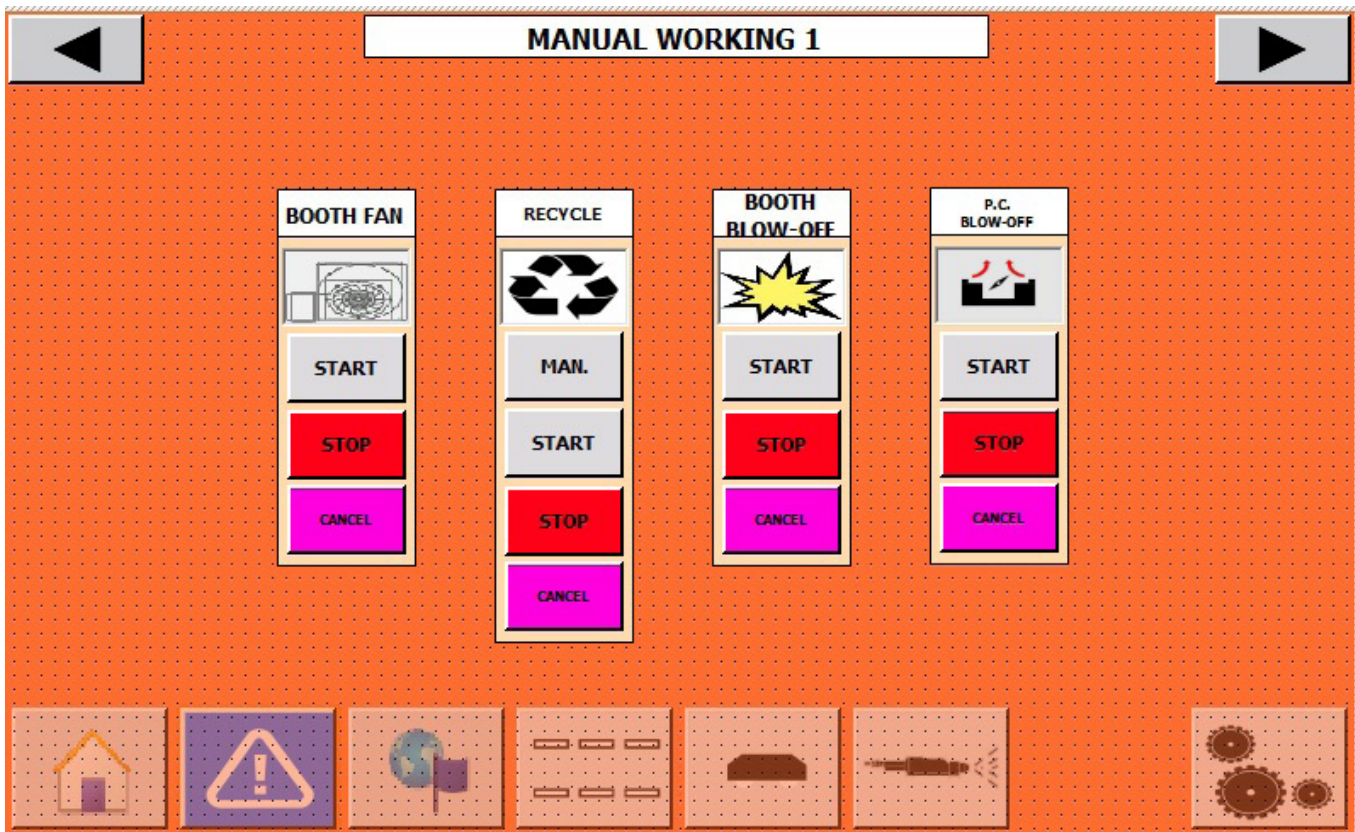 MANUAL WORKING 1
BOOTH FAN
START
STOP
CANCEL
RECYCLE
MAN.
START
STOP
CANCEL
BOOTH
BLOW-OFF
START
STOP
CANCEL
P.C.
BLOW-OFF
START
STOP
CANCEL